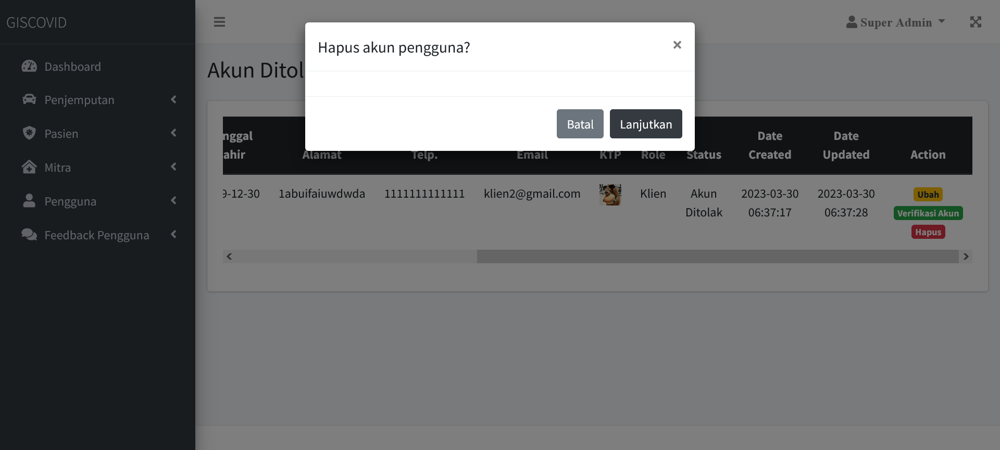 GISCOVID
Super Admin
Dashboard
Penjemputan
Pasien
Mitra
Pengguna
Feedback Pengguna
Hapus akun pengguna?
×
Batal
Lanjutkan
Akun Ditol
nggal
ahir
Alamat
Telp.
Email
KTP
Role
Status
Date
Created
Date
Updated
Action
9-12-30
1abuifaiuwdwda
1111111111111
klien2@gmail.com
Klien
Akun
Ditolak
2023-03-30
06:37:17
2023-03-30
06:37:28
Ubah
Verifikasi Akun
Hapus